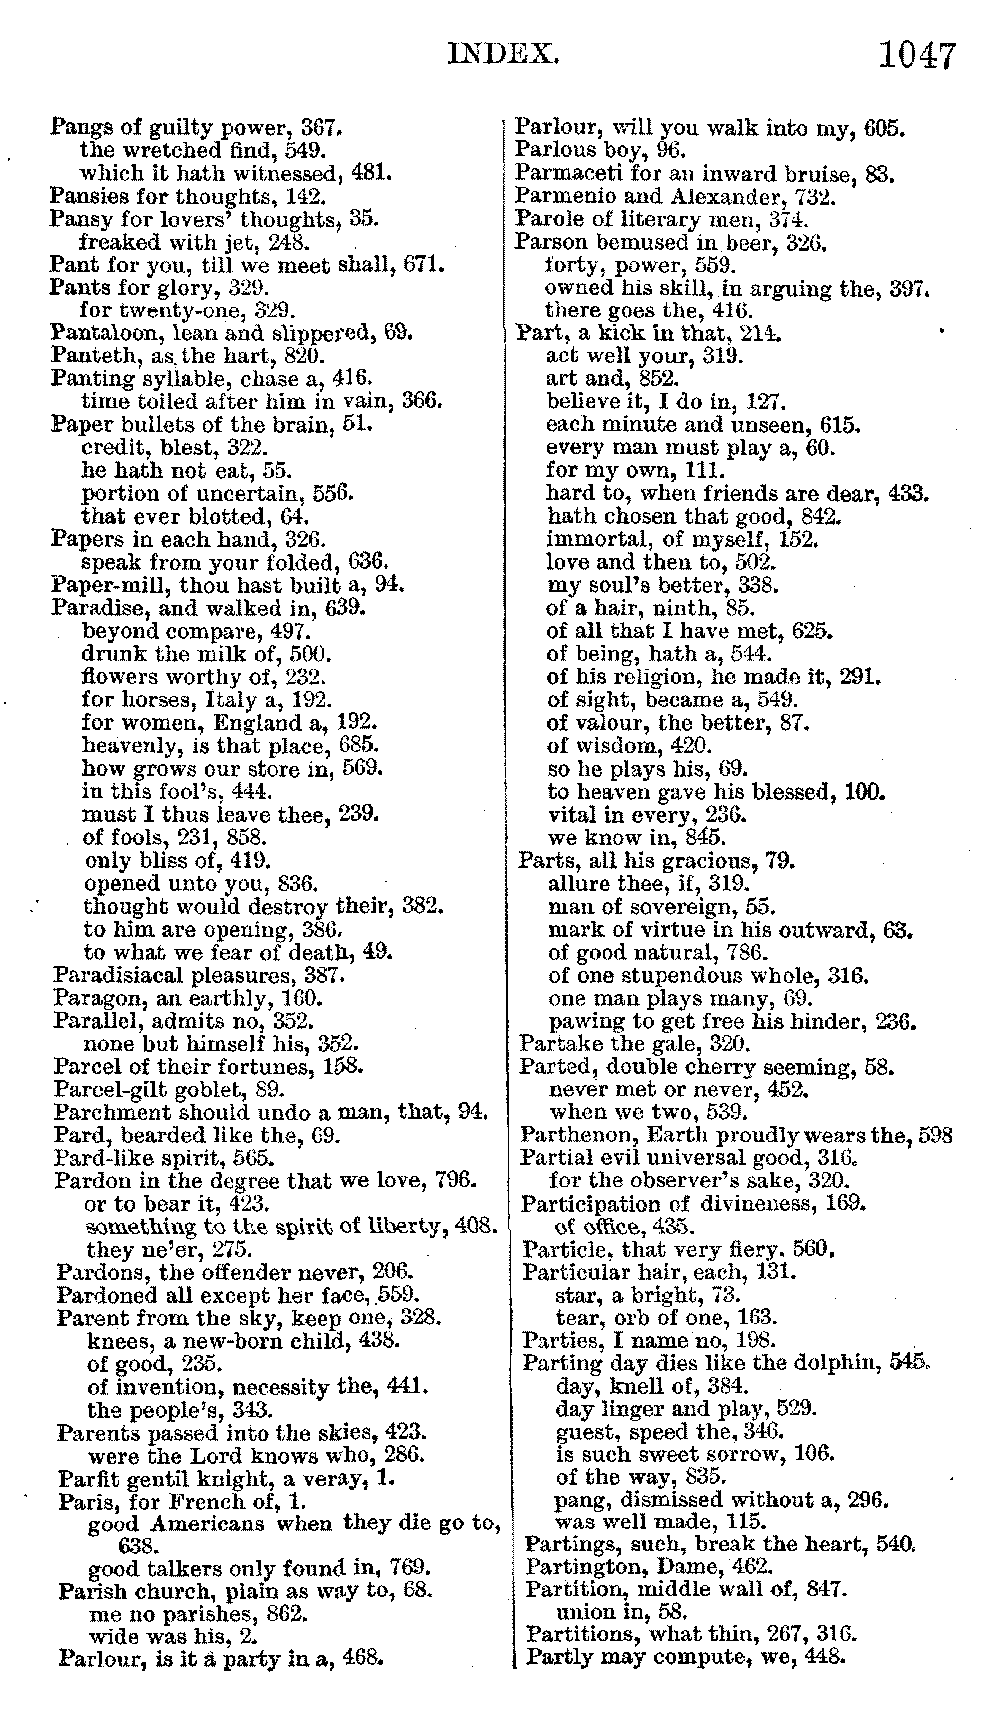 INDEX. 1047
Pangs of guilty power, 367.
the wretched find, 549.
which it hath witnessed, 481.
Pansies for thoughts, 142.
Pansy for lovers' thoughts, 35.
freaked with jet, 248.
Pant for you, till we meet shall, 671.
Pants for glory, 329.
for twenty-one, 329.
Pantaloon, lean and slippered, 69.
Panteth, as the hart, 820.
Panting syllable, chase a, 416.
time toiled after him in vain, 366.
Paper bullets of the brain, 51.
credit, blest, 322.
he hath not eat, 55.
portion of uncertain, 556.
that ever blotted, 64.
Papers in each hand, 326.
speak from your folded, 636.
Paper-mill, thou hast built a, 94.
Paradise, and walked in, 639.
beyond compare, 497.
drunk the milk of, 500.
flowers worthy of, 232.
for horses, Italy a, 192.
for women, England a, 192.
heavenly, is that place, 685.
how grows our store in, 569.
in this fool's, 444.
must I thus leave thee, 239.
of fools, 231, 858.
only bliss of, 419.
opened unto you, 836.
thought would destroy their, 382.
to him are opening, 386.
to what we fear of death, 49.
Paradisiacal pleasures, 387.
Paragon, an earthly, 160.
Parallel, admits no, 352.
none but himself his, 352.
Parcel of their fortunes, 158.
Parcel-gilt goblet, 89.
Parchment should undo a man, that, 94.
Pard, bearded like the, 69.
Pard-like spirit, 565.
Pardon in the degree that we love, 796.
or to bear it, 423.
something to the spirit of liberty, 408.
they ne'er, 275.
Pardons, the offender never, 206.
Pardoned all except her face, 559.
Parent from the sky, keep one, 328.
knees, a new-born child, 438.
of good, 235.
of invention, necessity the, 441.
the people's, 343.
Parents passed into the skies, 423.
were the Lord knows who, 286.
Parfit gentil knight, a veray, 1.
Paris, for French of, 1.
good Americans when they die go to,
638.
good talkers only found in, 769.
Parish church, plain as way to, 68.
me no parishes, 862.
wide was his, 2.
Parlour, is it a party in a, 468.
Parlour, will you walk into my, 605.
Parlous boy, 96.
Parmaceti for an inward bruise, 83.
Parmenio and Alexander, 732.
Parole of literary men, 374.
Parson bemused in beer, 326.
forty, power, 559.
owned his skill, in arguing the, 397.
there goes the, 416.
Part, a kick in that, 214.
act well your, 319.
art and, 852.
believe it, I do in, 127.
each minute and unseen, 615.
every man must play a, 60.
for my own, 111.
hard to, when friends are dear, 433.
hath chosen that good, 842.
immortal, of myself, 152.
love and then to, 502.
my soul's better, 338.
of a hair, ninth, 85.
of all that I have met, 625.
of being, hath a, 544.
of his religion, he made it, 291.
of sight, became a, 549.
of valour, the better, 87.
of wisdom, 420.
so he plays his, 69.
to heaven gave his blessed, 100.
vital in every, 236.
we know in, 845.
Parts, all his gracious, 79.
allure thee, if, 319.
man of sovereign, 55.
mark of virtue in his outward, 63.
of good natural, 786.
of one stupendous whole, 316.
one man plays many, 69.
pawing to get free his hinder, 236.
Partake the gale, 320.
Parted, double cherry seeming, 58.
never met or never, 452.
when we two, 539.
Parthenon, Earth proudly wears the, 598
Partial evil universal good, 316.
for the observer's sake, 320.
Participation of divineness, 169.
of office, 435.
Particle, that very fiery. 560.
Particular hair, each, 131.
star, a bright, 73.
tear, orb of one, 163.
Parties, I name no, 198.
Parting day dies like the dolphin, 545.
day, knell of, 384.
day linger and play, 529.
guest, speed the, 346.
is such sweet sorrow, 106.
of the way, 835.
pang, dismissed without a, 296.
was well made, 115.
Partings, such, break the heart, 540.
Partington, Dame, 462.
Partition, middle wall of, 847.
union in, 58.
Partitions, what thin, 267, 316.
Partly may compute, we, 448.